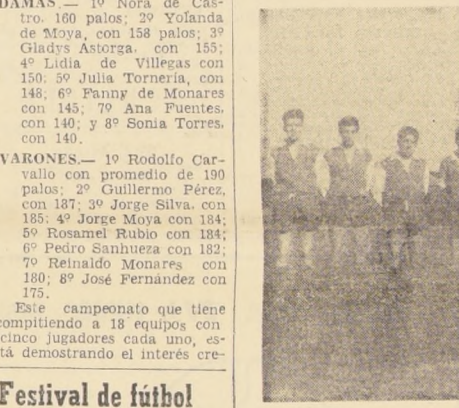 DAMAS.— 1º Nora de Cas-
tro, 160 palos; 2º Yolanda
de Moya, con 158 palos; 3º
Gladys Astorga, con 155;
4º Lidia de Villegas con
150; 5º Julia Tornería, con
148; 6º Fanny de Monares
con 145; 7º Ana Fuentes,
con 140; y 8º Sonia Torres,
con 140.
VARONES.— 1º Rodolfo Car-
vallo con promedio de 190
palos; 2º Guillermo Pérez,
con 187; 3º Jorge Silva, con
185; 4º Jorge Moya con 184;
5º Rosamel Rubio con 184;
6º Pedro Sanhueza con 182;
7º Reinaldo Monares con
180; 8º José Fernández con
175.
Este campeonato que tiene
compitiendo a 18 equipos con
cinco jugadores cada uno, es-
tá demostrando el interés cre-
Festival de fútbol